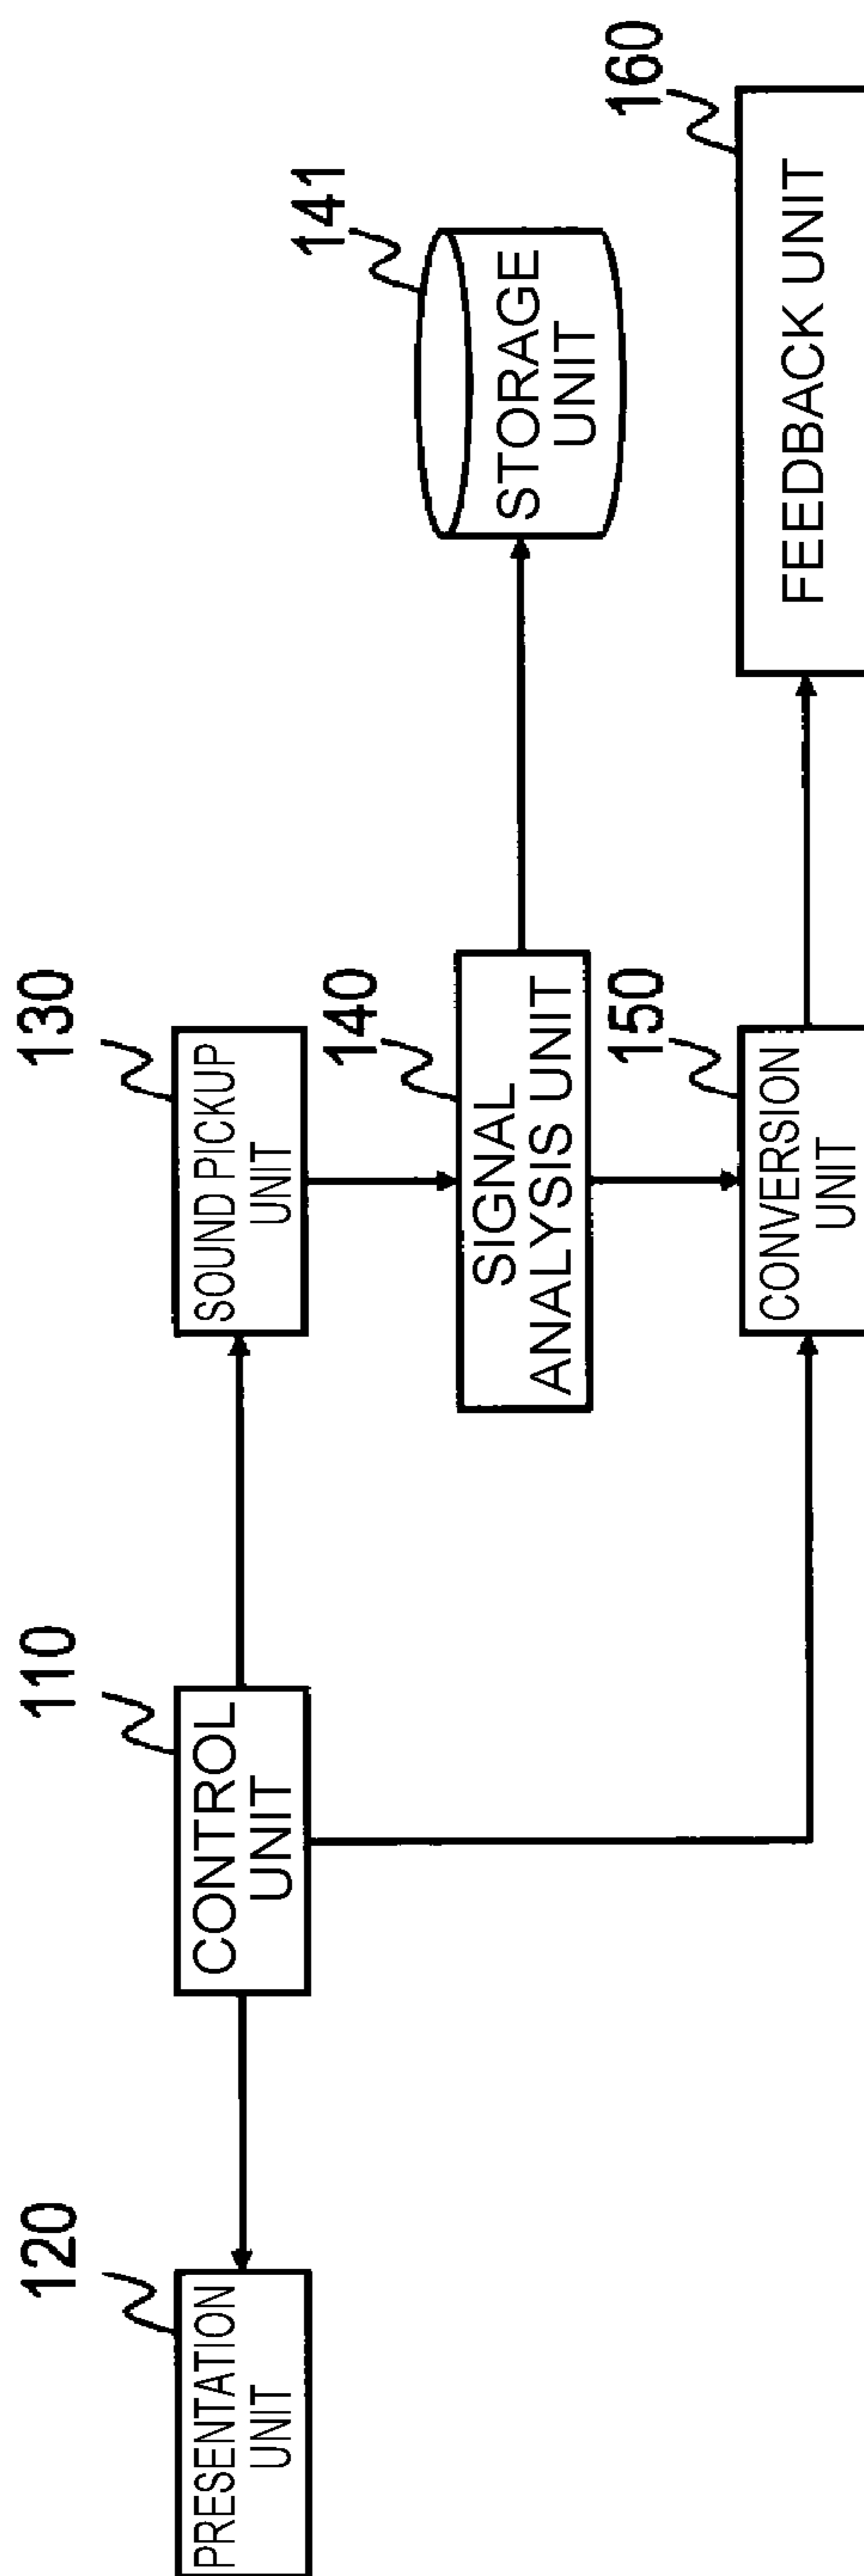 120
PRESENTATION
UNIT
110
CONTROL
UNIT
130
SOUND PICKUP
UNIT
140
SIGNAL
ANALYSIS UNIT
141
STORAGE
UNIT
150
CONVERSION
UNIT
160
FEEDBACK UNIT